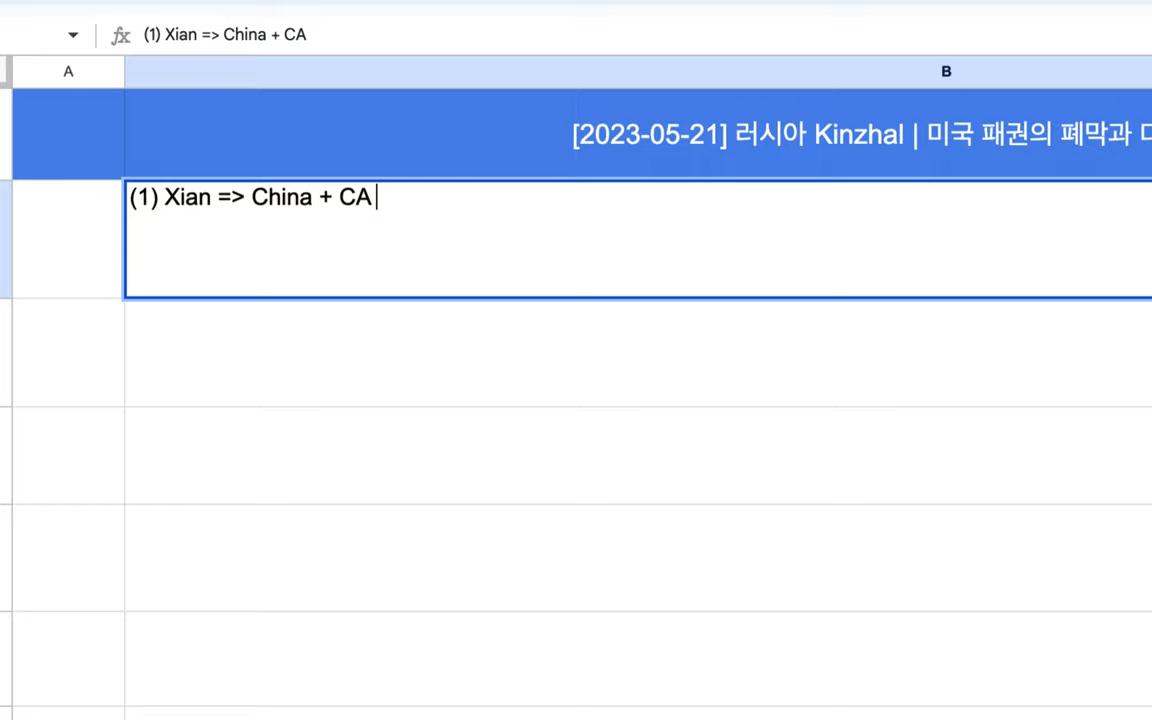 fx (1) Xian => China + CA
A B
[2023-05-21] 러시아 Kinzhal | 미국 패권의 폐막과
(1) Xian => China + CA